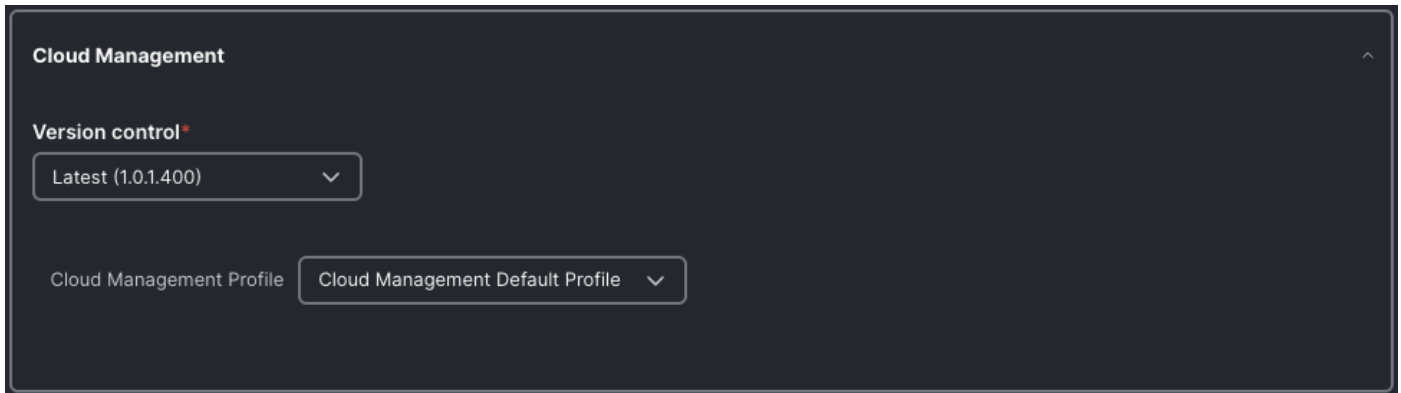 Cloud Management
Version control*
Latest (1.0.1.400)
Cloud Management Profile Cloud Management Default Profile